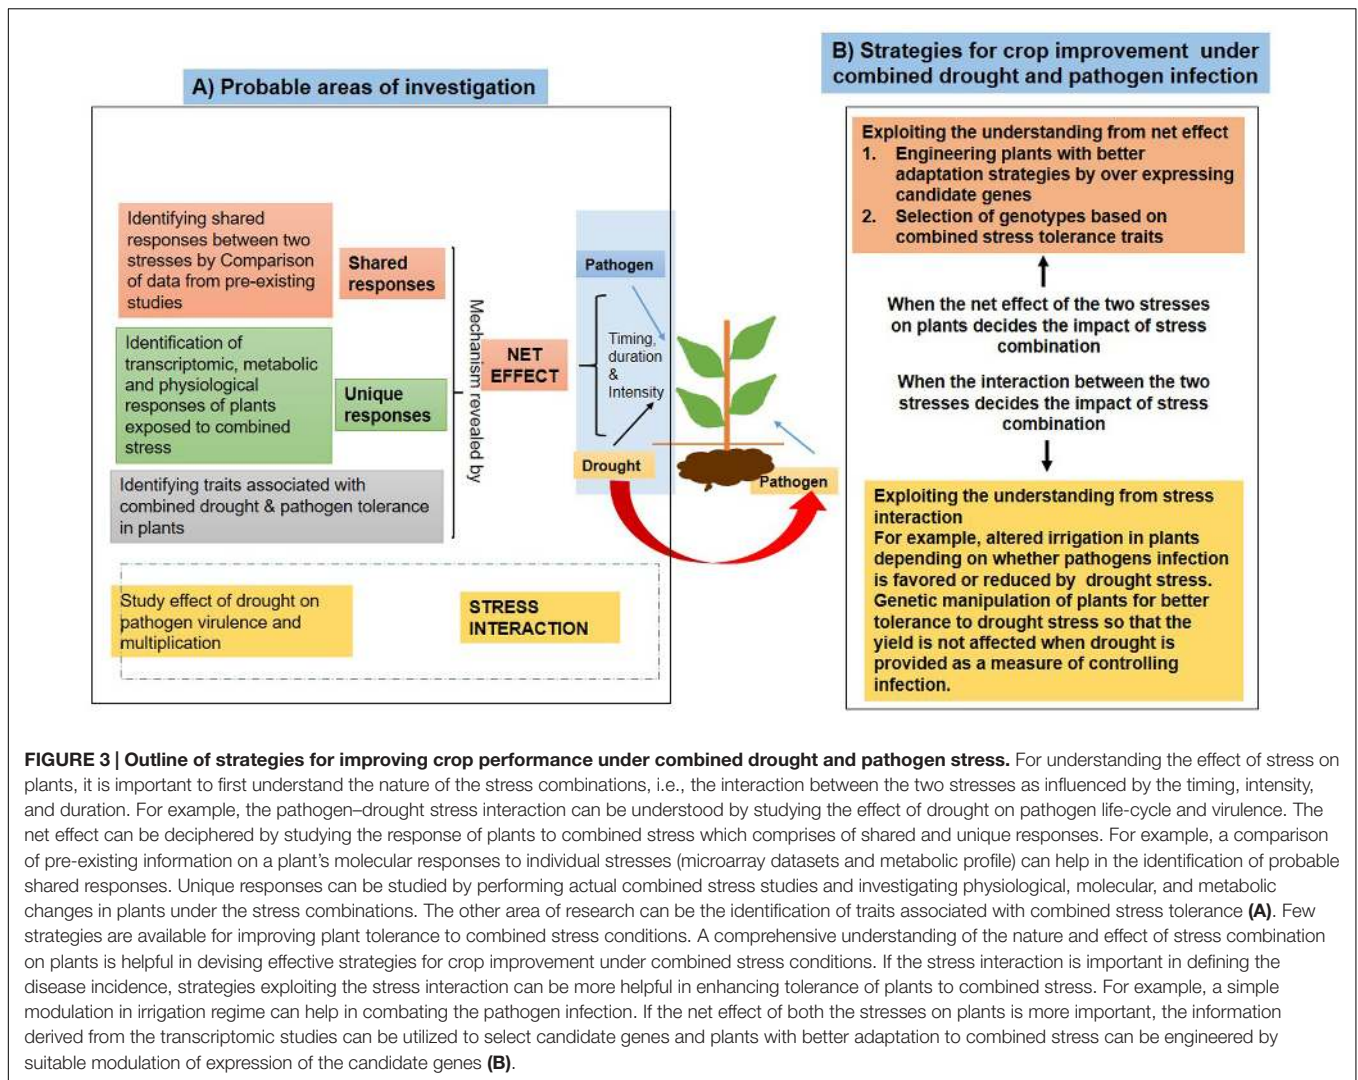 A) Probable areas of investigation
Identifying shared
responses between two
stresses by Comparison
of data from pre-existing
studies
Shared
responses
Identification of
transcriptomic, metabolic
and physiological
responses of plants
exposed to combined
stress
Unique
responses
Identifying traits associated with
combined drought & pathogen tolerance
in plants
Mechanism revealed by
NET
EFFECT
Pathogen
Timing,
duration
&
Intensity
Drought
Pathogen
Study effect of drought on
pathogen virulence and
multiplication
STRESS
INTERACTION
B) Strategies for crop improvement under
combined drought and pathogen infection
Exploiting the understanding from net effect
1. Engineering plants with better
adaptation strategies by over expressing
candidate genes
2. Selection of genotypes based on
combined stress tolerance traits
When the net effect of the two stresses
on plants decides the impact of stress
combination
When the interaction between the two
stresses decides the impact of stress
combination
Exploiting the understanding from stress
interaction
For example, altered irrigation in plants
depending on whether pathogens infection
is favored or reduced by drought stress.
Genetic manipulation of plants for better
tolerance to drought stress so that the
yield is not affected when drought is
provided as a measure of controlling
infection.
FIGURE 3 | Outline of strategies for improving crop performance under combined drought and pathogen stress. For understanding the effect of stress on
plants, it is important to first understand the nature of the stress combinations, i.e., the interaction between the two stresses as influenced by the timing, intensity,
and duration. For example, the pathogen–drought stress interaction can be understood by studying the effect of drought on pathogen life-cycle and virulence. The
net effect can be deciphered by studying the response of plants to combined stress which comprises of shared and unique responses. For example, a comparison
of pre-existing information on a plant's molecular responses to individual stresses (microarray datasets and metabolic profile) can help in the identification of probable
shared responses. Unique responses can be studied by performing actual combined stress studies and investigating physiological, molecular, and metabolic
changes in plants under the stress combinations. The other area of research can be the identification of traits associated with combined stress tolerance (A). Few
strategies are available for improving plant tolerance to combined stress conditions. A comprehensive understanding of the nature and effect of stress combination
on plants is helpful in devising effective strategies for crop improvement under combined stress conditions. If the stress interaction is important in defining the
disease incidence, strategies exploiting the stress interaction can be more helpful in enhancing tolerance of plants to combined stress. For example, a simple
modulation in irrigation regime can help in combating the pathogen infection. If the net effect of both the stresses on plants is more important, the information
derived from the transcriptomic studies can be utilized to select candidate genes and plants with better adaptation to combined stress can be engineered by
suitable modulation of expression of the candidate genes (B).